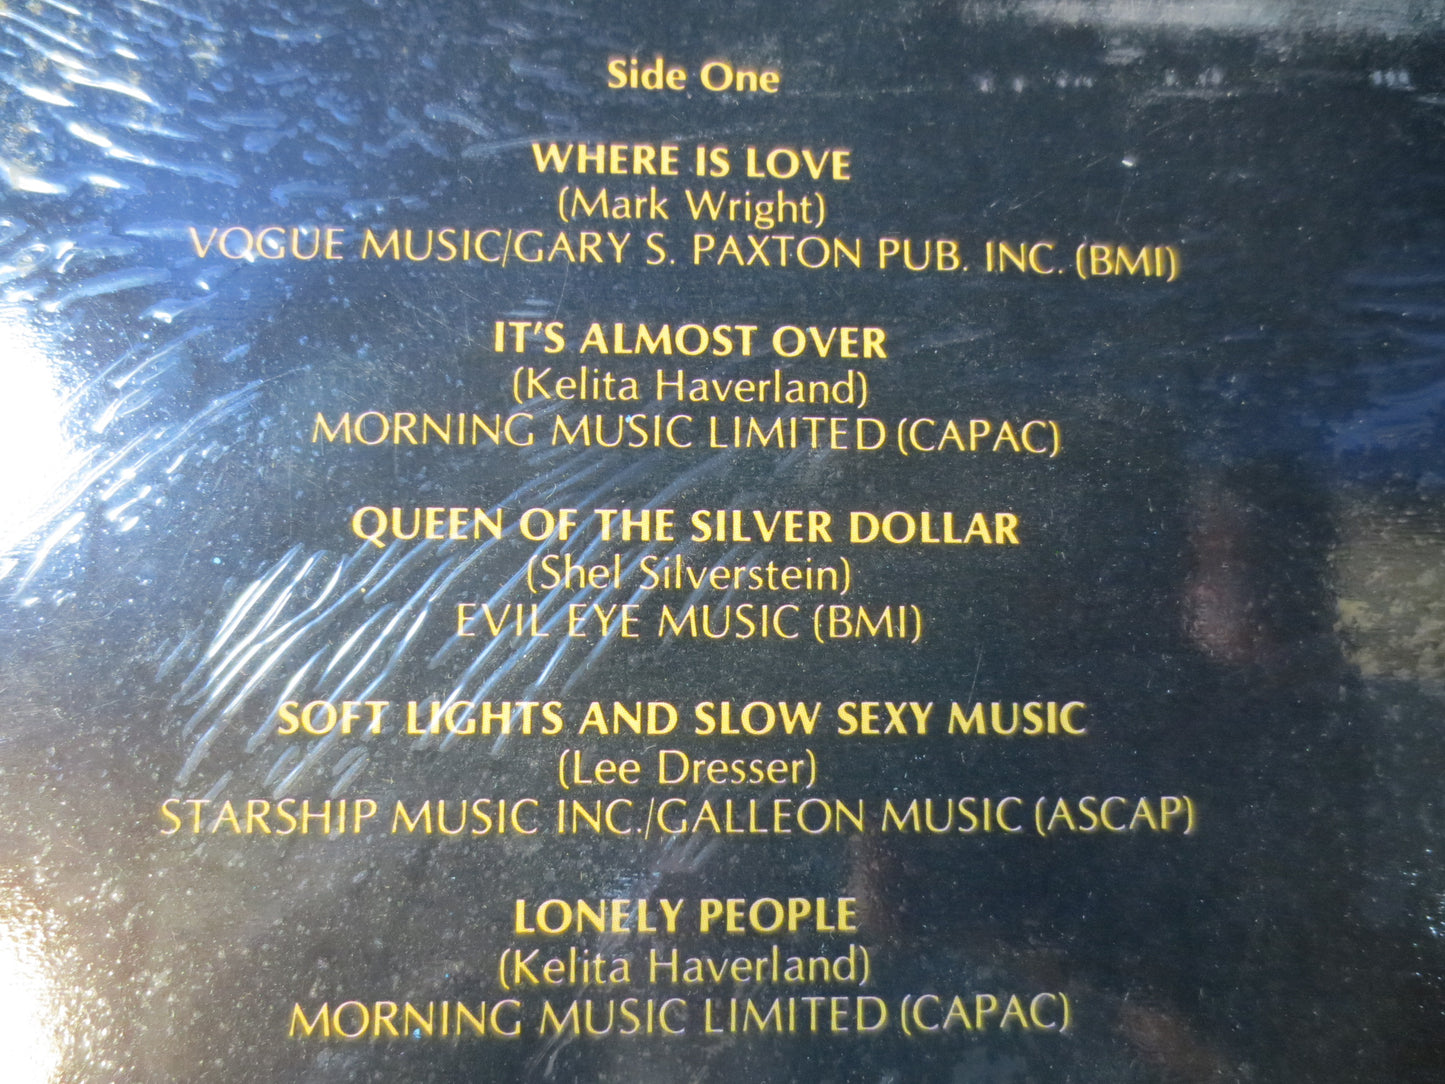 Side One
WHERE IS LOVE
(Mark Wright)
VOGUE MUSIC/GARY S. PAXTON PUB. INC. (BMI)
IT'S ALMOST OVER
(Kelita Haverland)
MORNING MUSIC LIMITED (CAPAC)
QUEEN OF THE SILVER DOLLAR
(Shel Silverstein)
EVIL EYE MUSIC (BMI)
SOFT LIGHTS AND SLOW SEXY MUSIC
(Lee Dresser)
STARSHIP MUSIC INC./GALLEON MUSIC (ASCAP)
LONELY PEOPLE
(Kelita Haverland)
MORNING MUSIC LIMITED (CAPAC)